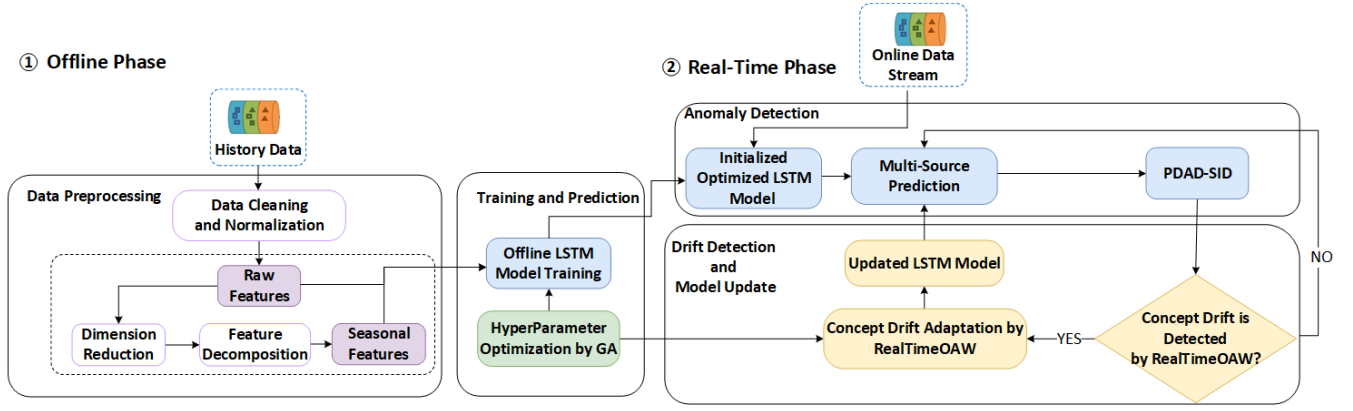 ① Offline Phase
History Data
Data Preprocessing
Data Cleaning
and Normalization
Raw
Features
Dimension
Reduction
Feature
Decomposition
Seasonal
Features
Training and Prediction
Offline LSTM
Model Training
HyperParameter
Optimization by GA
② Real-Time Phase
Online Data
Stream
Anomaly Detection
Initialized
Optimized LSTM
Model
Multi-Source
Prediction
PDAD-SID
Drift Detection
and
Model Update
Updated LSTM Model
Concept Drift Adaptation by
RealTimeOAW
YES
Concept Drift is
Detected
by RealTimeOAW?
NO